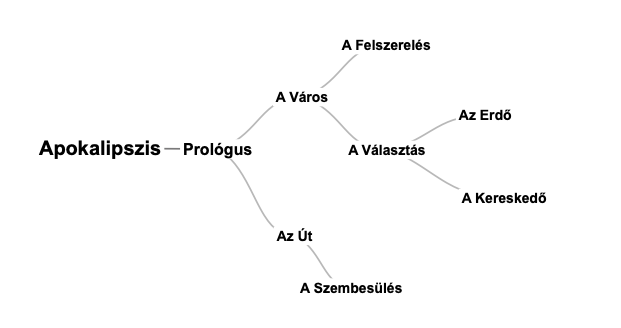 A Felszerelés
A Város
Az Erdő
Apokalipszis
Prológus
A Választás
A Kereskedő
Az Út
A Szembesülés